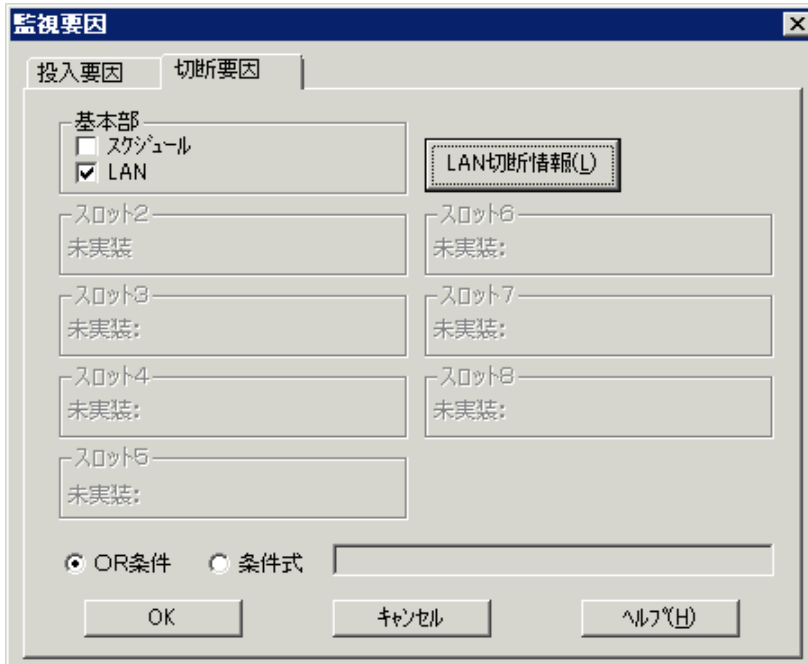 監視要因
投入要因
切断要因
基本部
スケジュール
LAN
LAN切断情報(L)
スロット2
未実装
スロット6
未実装:
スロット3
未実装:
スロット7
未実装:
スロット4
未実装:
スロット8
未実装:
スロット5
未実装:
OR条件
条件式
OK
キャンセル
ヘルプ(H)